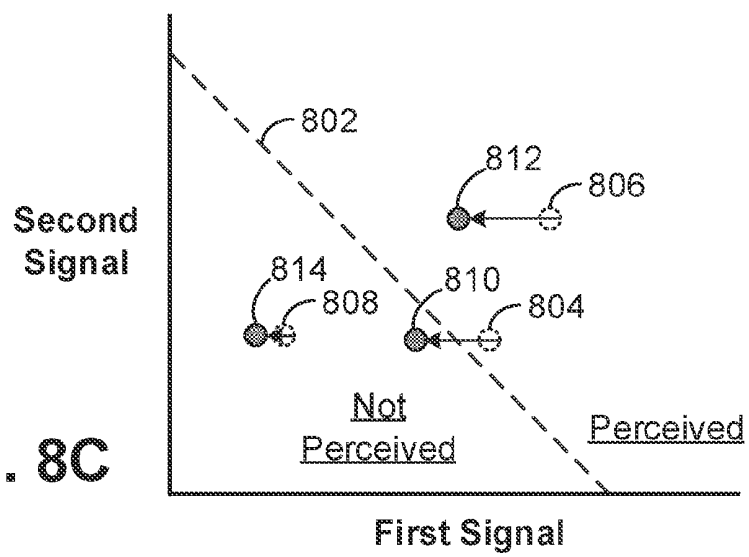 802
812
806
Second
Signal
814
808
810
804
Not
Perceived
Perceived
. 8C
First Signal